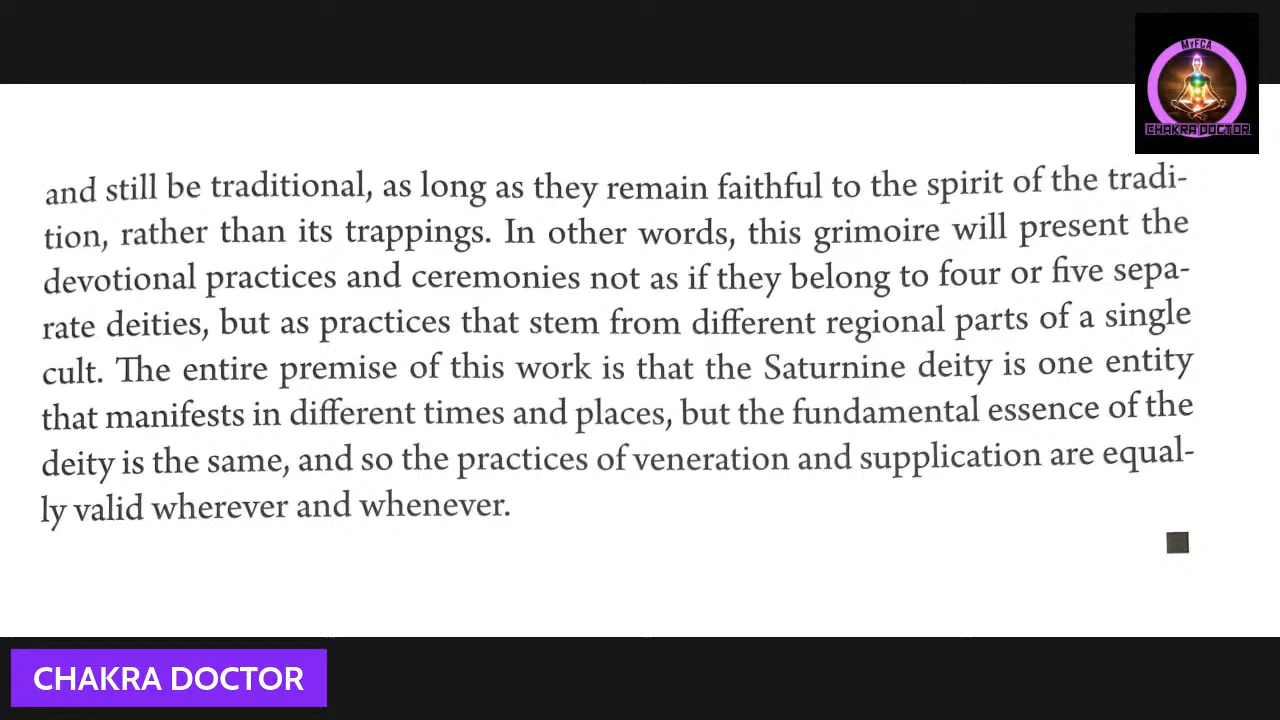 MYFCA
CHAKRA DOCTOR
and still be traditional, as long as they remain faithful to the spirit of the tradi-
tion, rather than its trappings. In other words, this grimoire will present the
devotional practices and ceremonies not as if they belong to four or five sepa-
rate deities, but as practices that stem from different regional parts of a single
cult. The entire premise of this work is that the Saturnine deity is one entity
that manifests in different times and places, but the fundamental essence of the
deity is the same, and so the practices of veneration and supplication are equal-
ly valid wherever and whenever.
CHAKRA DOCTOR